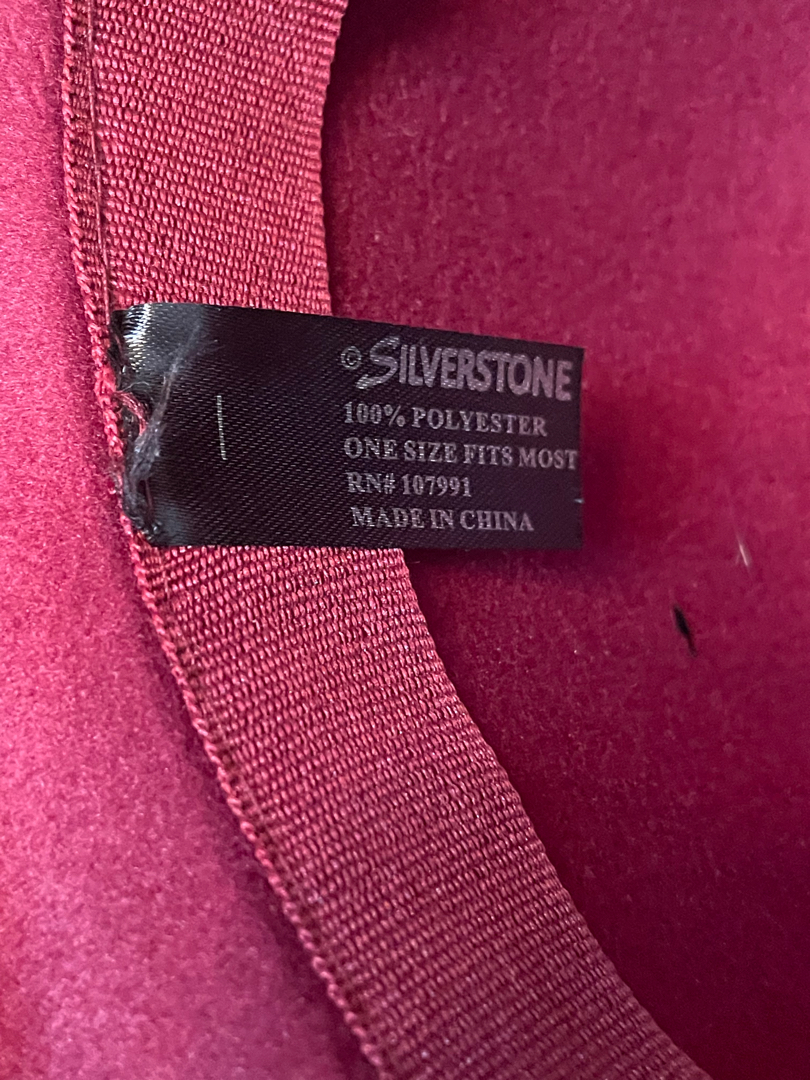 © SILVERSTONE
100% POLYESTER
ONE SIZE FITS MOST
RN# 107991
MADE IN CHINA